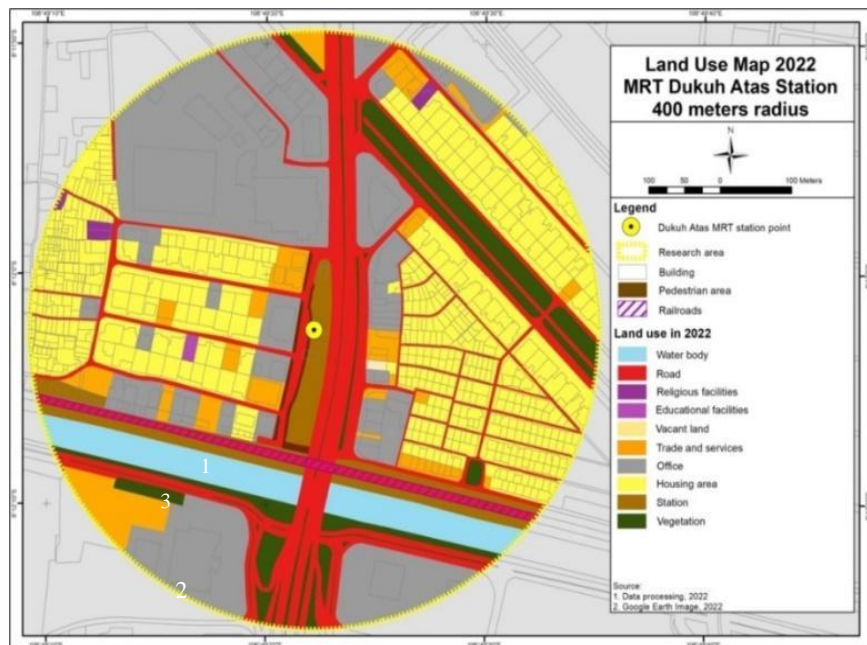 Land Use Map 2022
MRT Dukuh Atas Station
400 meters radius
N
100 50 0 100 Meters
Legend
Dukuh Atas MRT station point
Research area
Building
Pedestrian area
Railroads
Land use in 2022
Water body
Road
Religious facilities
Educational facilities
Vacant land
Trade and services
Office
Housing area
Station
Vegetation
Source:
1. Data processing, 2022
2. Google Earth Image, 2022
1
3
2